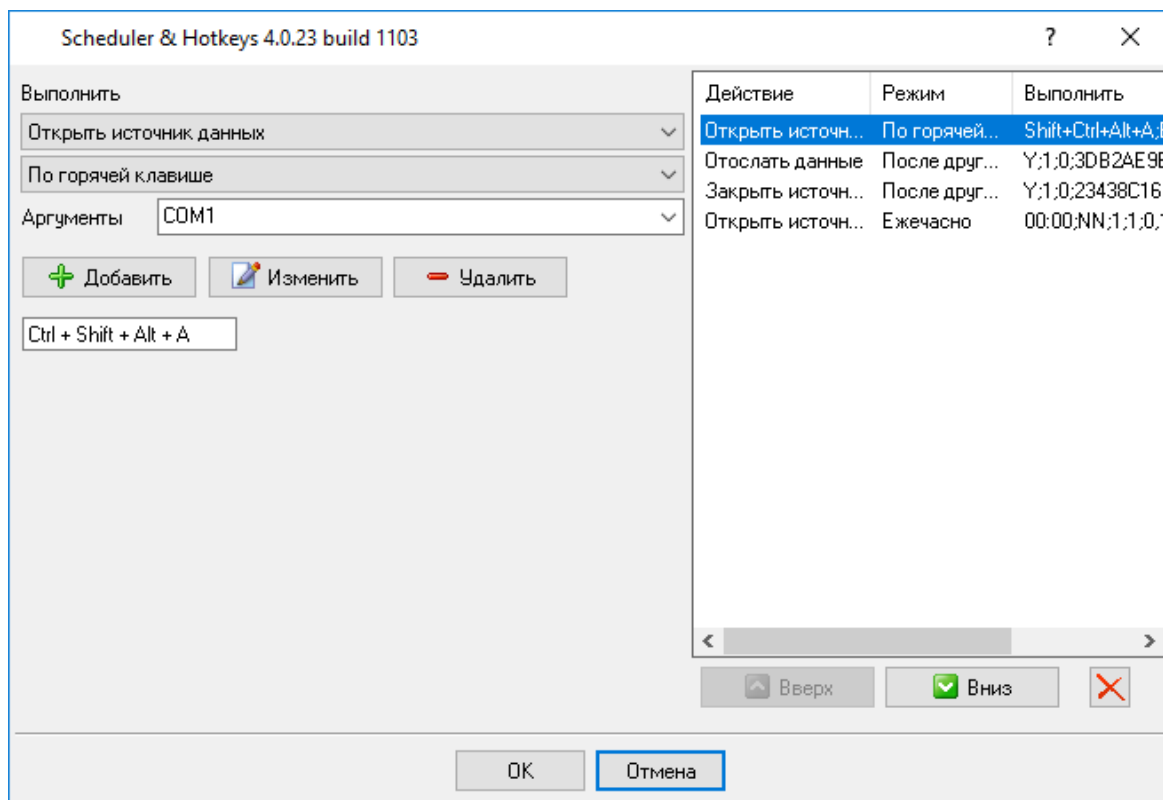 Scheduler & Hotkeys 4.0.23 build 1103
?
Выполнить
Открыть источник данных
По горячей клавише
Аргументы COM1
Добавить Изменить Удалить
Ctrl + Shift + Alt + A
Действие Режим Выполнить
Открыть источн... По горячей... Shift+Ctrl+Alt+A;
Отослать данные После друг... Y;1;0;3DB2AE9E
Закрыть источн... После друг... Y;1;0;23438C16
Открыть источн... Ежечасно 00:00;NN;1;1;0,
Вверх Вниз
OK Отмена